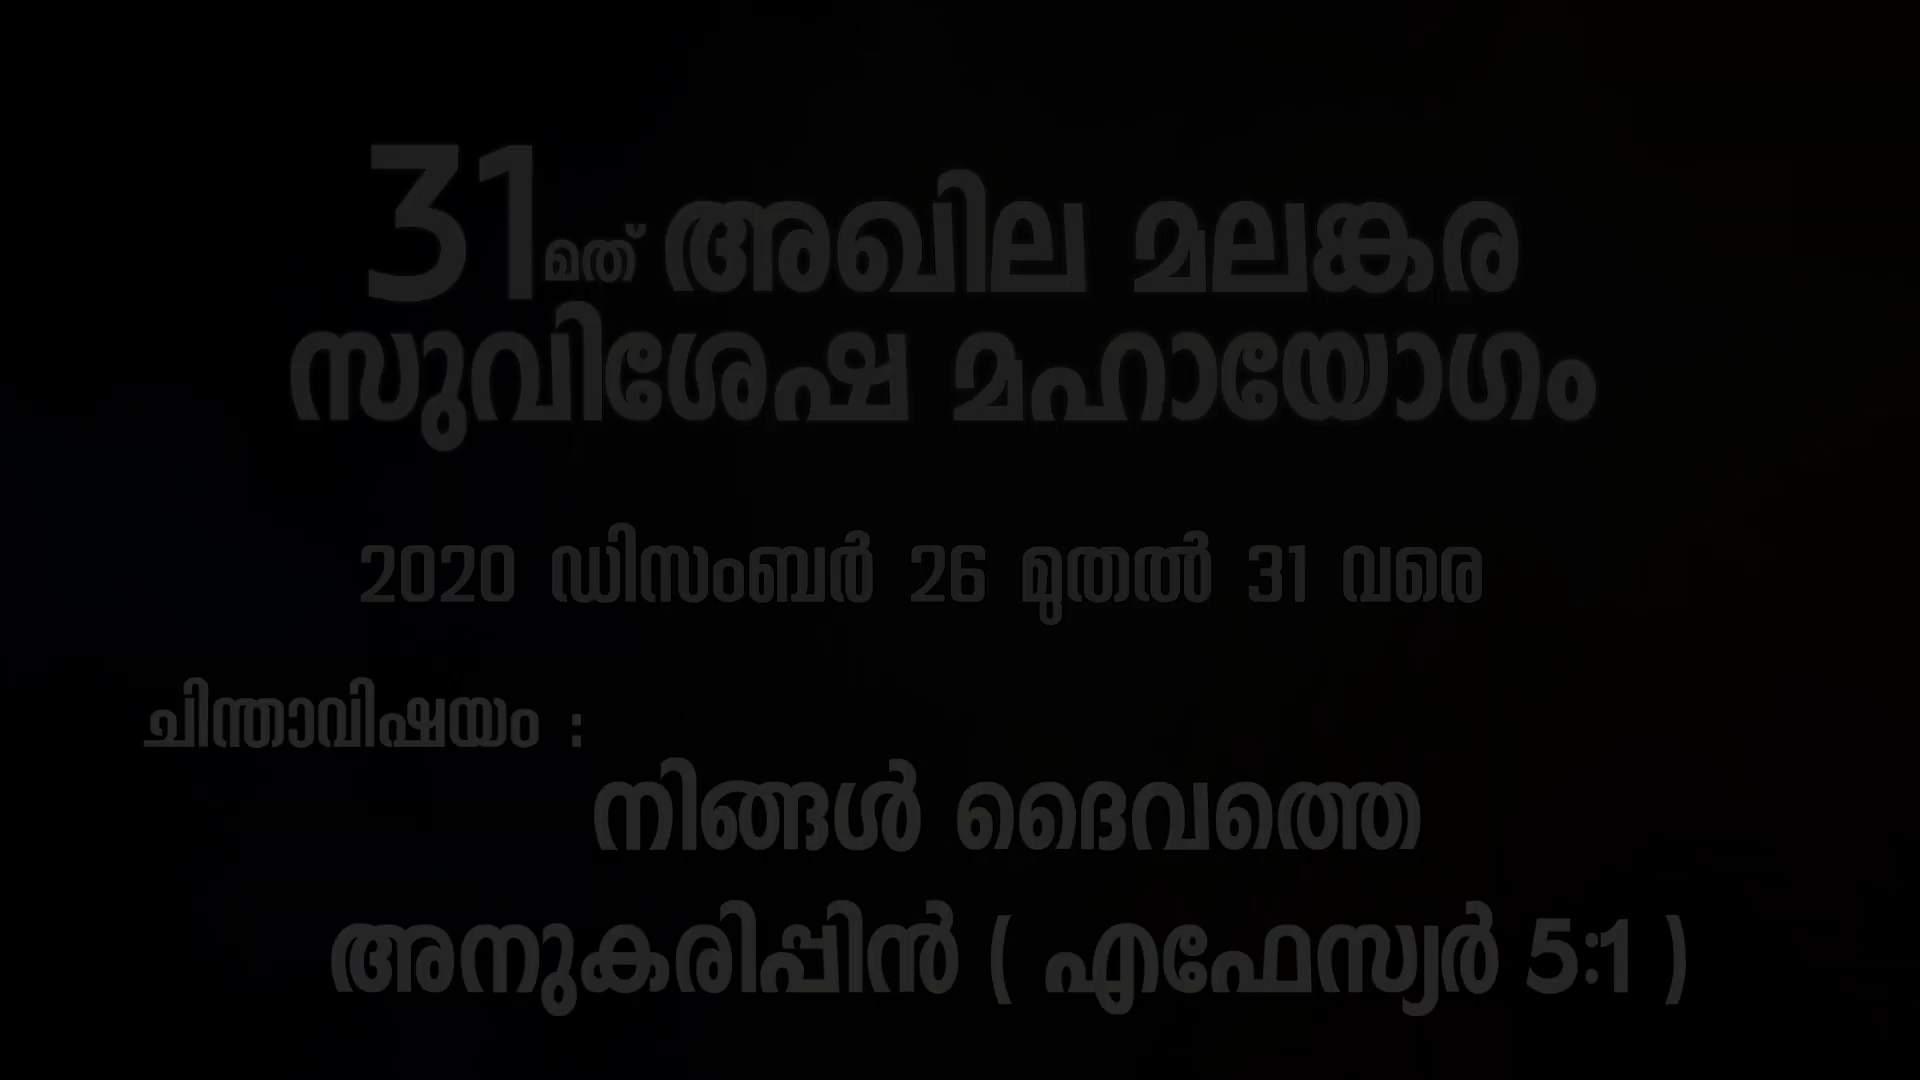 31മത് അഖില മലങ്കര
സുവിശേഷ മഹായോഗം
2020 ഡിസംബർ 26 മുതൽ 31 വരെ
ചിന്താവിഷയം :
നിങ്ങൾ ദൈവത്തെ
അനുകരിപ്പിൻ ( എഫേസ്യർ 5:1 )